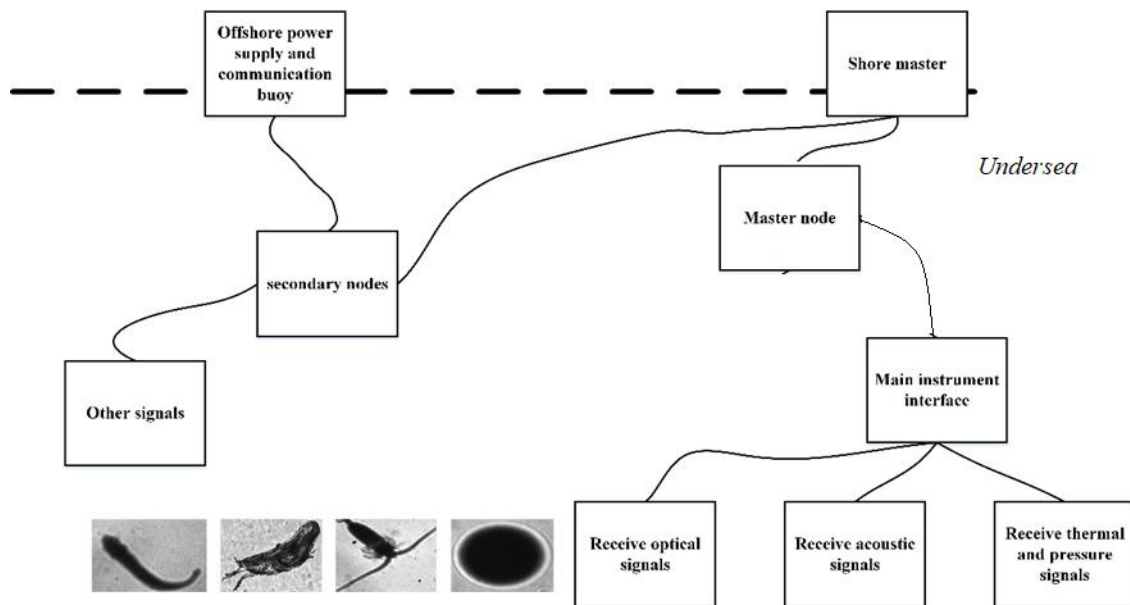 Offshore power
supply and
communication
buoy
Shore master
Undersea
Master node
secondary nodes
Main instrument
interface
Other signals
Receive optical
signals
Receive acoustic
signals
Receive thermal
and pressure
signals